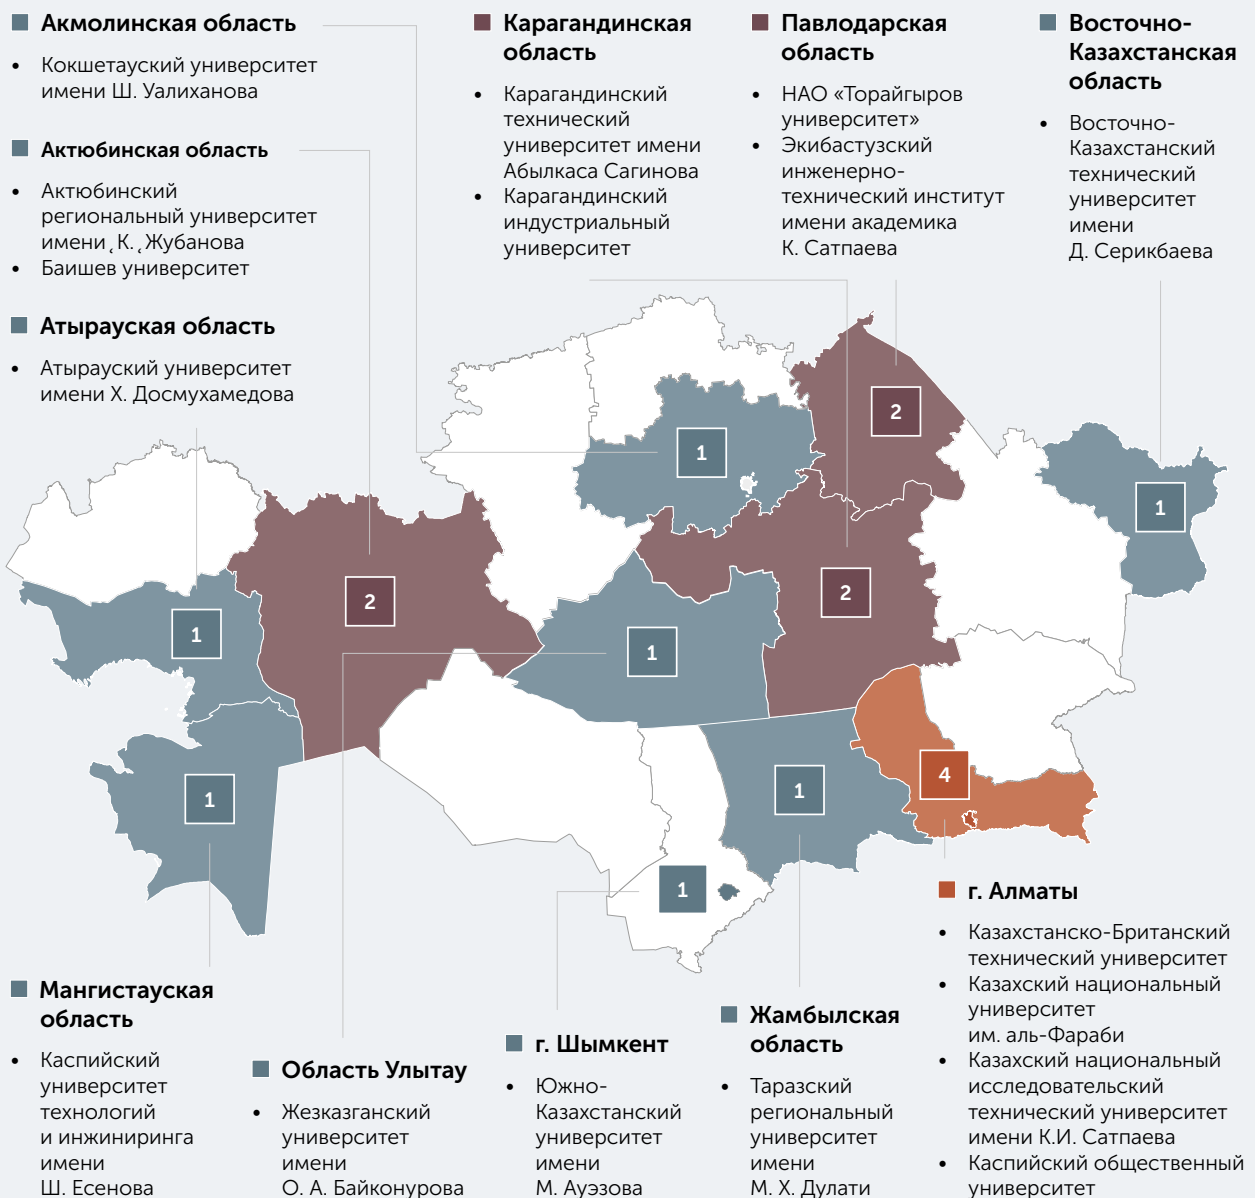 Акмолинская область
• Кокшетауский университет
имени Ш. Уалиханова
Актюбинская область
• Актюбинский
региональный университет
имени К. Жубанова
• Баишев университет
Атырауская область
• Атырауский университет
имени Х. Досмухамедова
Карагандинская
область
• Карагандинский
технический
университет имени
Абылкаса Сагинова
• Карагандинский
индустриальный
университет
Павлодарская
область
• НАО «Торайгыров
университет»
• Экибастузский
инженерно-
технический институт
имени академика
К. Сатпаева
Восточно-
Казахстанская
область
• Восточно-
Казахстанский
технический
университет
имени
Д. Серикбаева
2
1
1
2
2
1
1
4
1
1
1
Мангистауская
область
• Каспийский
университет
технологий
и инжиниринга
имени
Ш. Есенова
Область Улытау
• Жезказганский
университет
имени
О. А. Байконурова
г. Шымкент
• Южно-
Казахстанский
университет
имени
М. Ауэзова
Жамбылская
область
• Таразский
региональный
университет
имени
М. Х. Дулати
г. Алматы
• Казахстанско-Британский
технический университет
• Казахский национальный
университет
им. аль-Фараби
• Казахский национальный
исследовательский
технический университет
имени К.И. Сатпаева
• Каспийский общественный
университет